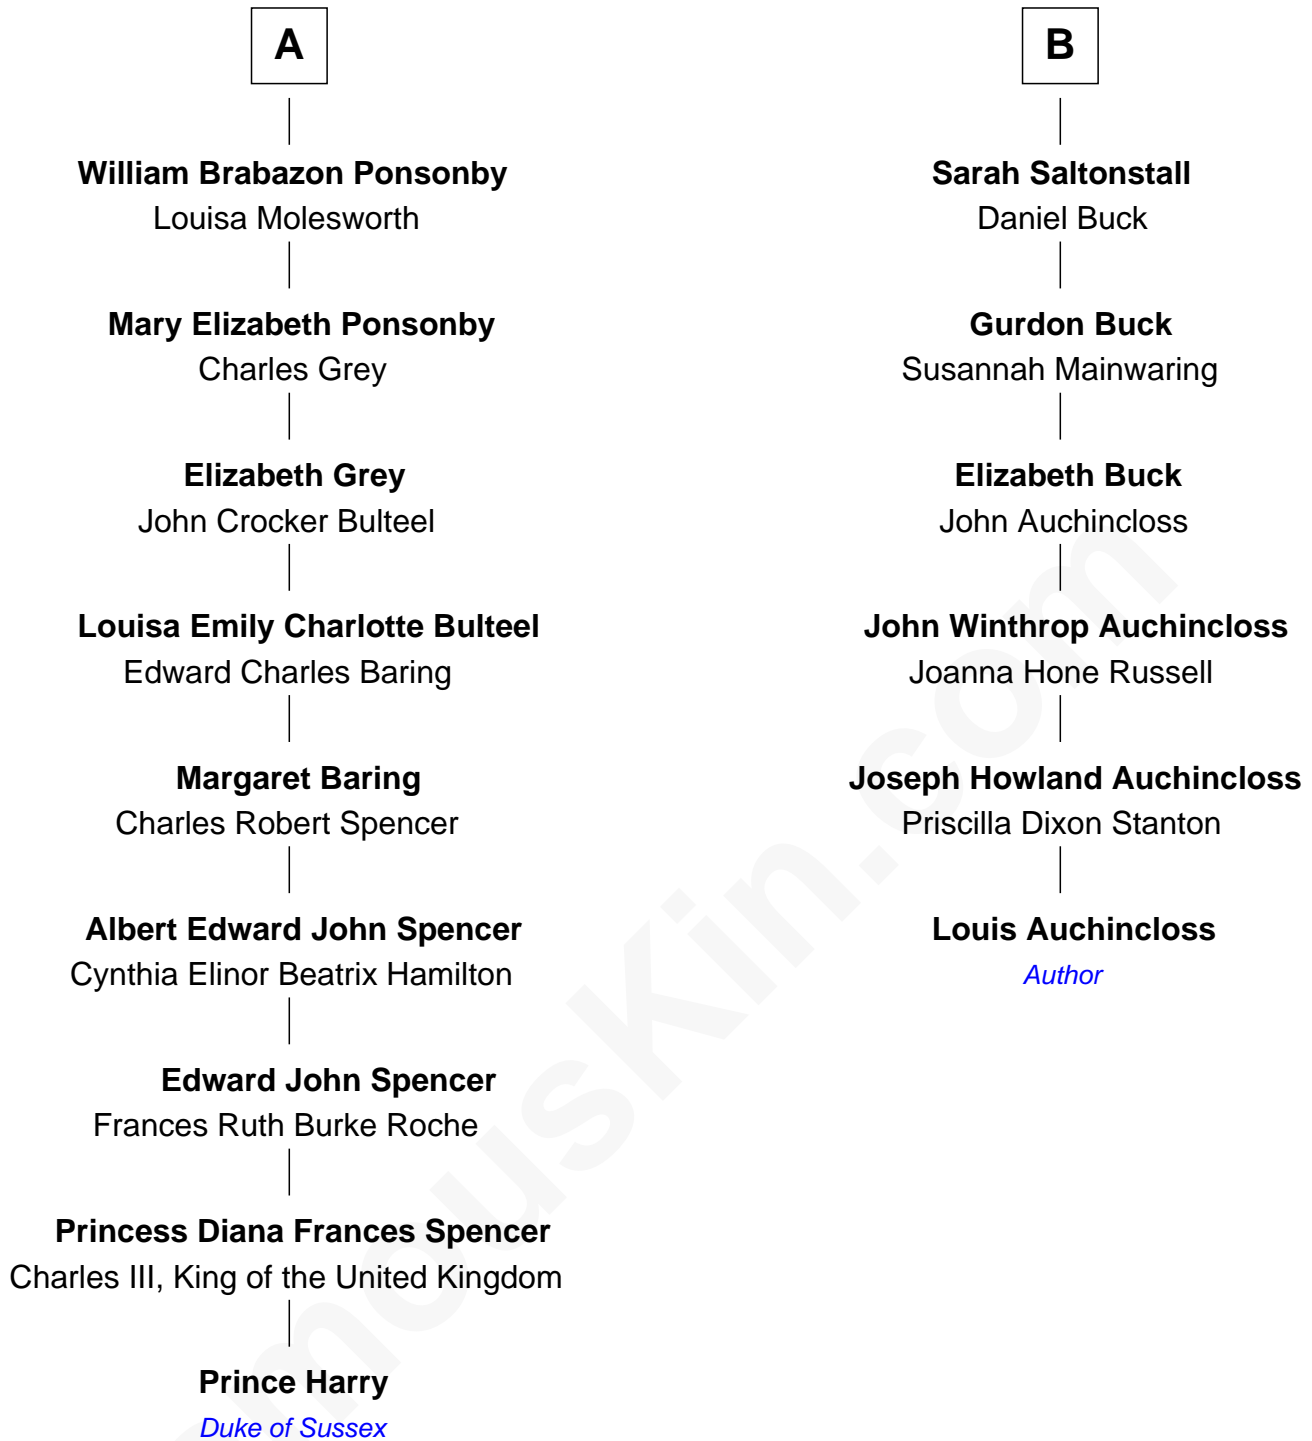 A
William Brabazon Ponsonby
Louisa Molesworth
Mary Elizabeth Ponsonby
Charles Grey
Elizabeth Grey
John Crocker Bulteel
Louisa Emily Charlotte Bulteel
Edward Charles Baring
Margaret Baring
Charles Robert Spencer
Albert Edward John Spencer
Cynthia Elinor Beatrix Hamilton
Edward John Spencer
Frances Ruth Burke Roche
Princess Diana Frances Spencer
Charles III, King of the United Kingdom
Prince Harry
Duke of Sussex
B
Sarah Saltonstall
Daniel Buck
Gurdon Buck
Susannah Mainwaring
Elizabeth Buck
John Auchincloss
John Winthrop Auchincloss
Joanna Hone Russell
Joseph Howland Auchincloss
Priscilla Dixon Stanton
Louis Auchincloss
Author
mousKin.com